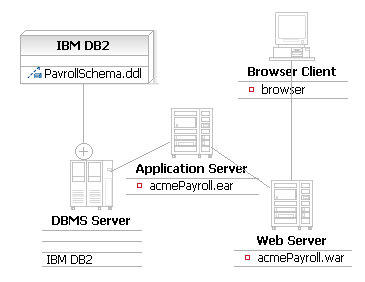 IBM DB2
PayrollSchema.ddl
Browser Client
browser
Application Server
acmePayroll.ear
DBMS Server
IBM DB2
Web Server
acmePayroll.war